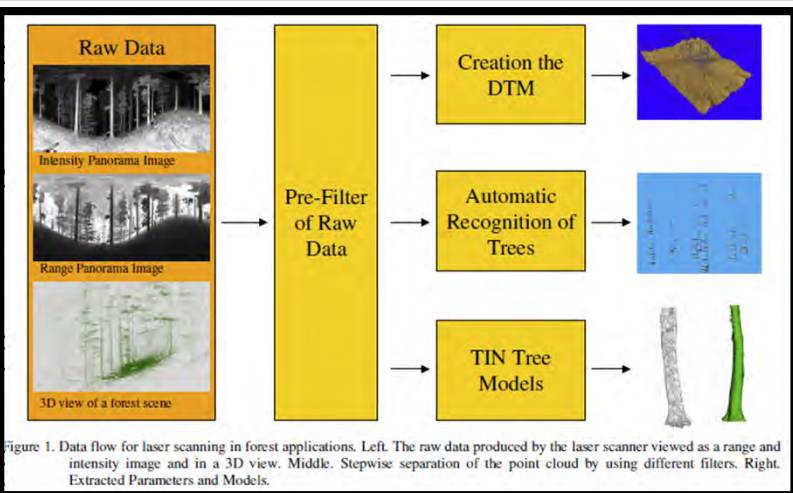 Raw Data
Intensity Panorama Image
Range Panorama Image
3D view of a forest scene
Pre-Filter
of Raw
Data
Creation the
DTM
Automatic
Recognition of
Trees
TIN Tree
Models
Figure 1. Data flow for laser scanning in forest applications. Left. The raw data produced by the laser scanner viewed as a range and
intensity image and in a 3D view. Middle. Stepwise separation of the point cloud by using different filters. Right.
Extracted Parameters and Models.